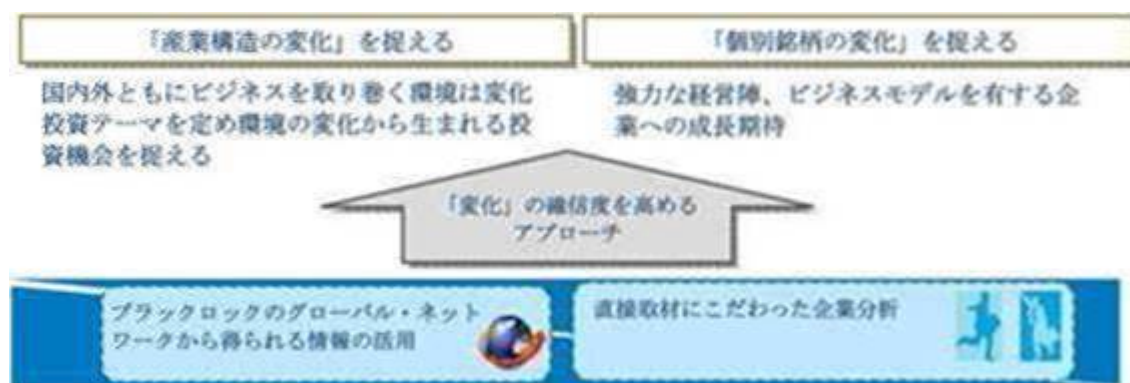 「産業構造の変化」を捉える
国内外ともにビジネスを取り巻く環境は変化
投資テーマを定め環境の変化から生まれる投
資機会を捉える
「個別銘柄の変化」を捉える
強力な経営陣、ビジネスモデルを有する企
業への成長期待
「変化」の確信度を高める
アプローチ
ブラックロックのグローバル・ネット
ワークから得られる情報の活用
直接取材にこだわった企業分析